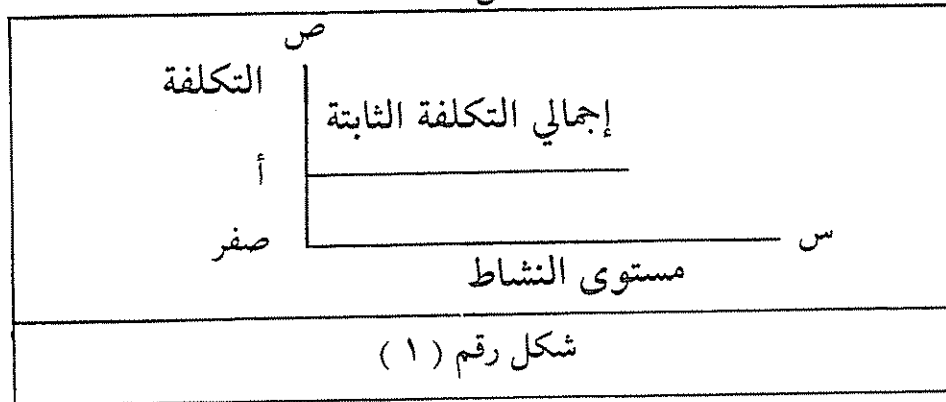 ص
التكلفة
إجمالي التكلفة الثابتة
أ
صفر
س
مستوى النشاط
شكل رقم ( ١ )